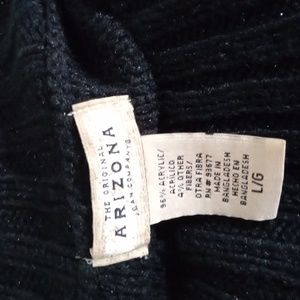 THE ORIGINAL
ARIZONA
JEAN COMPANY®
96% ACRYLIC/
ACRILICO
4% OTHER
FIBERS/
OTRA FIBRA
RN # 93677
MADE IN
BANGLADESH
HECHO EN
BANGLADESH
L/G